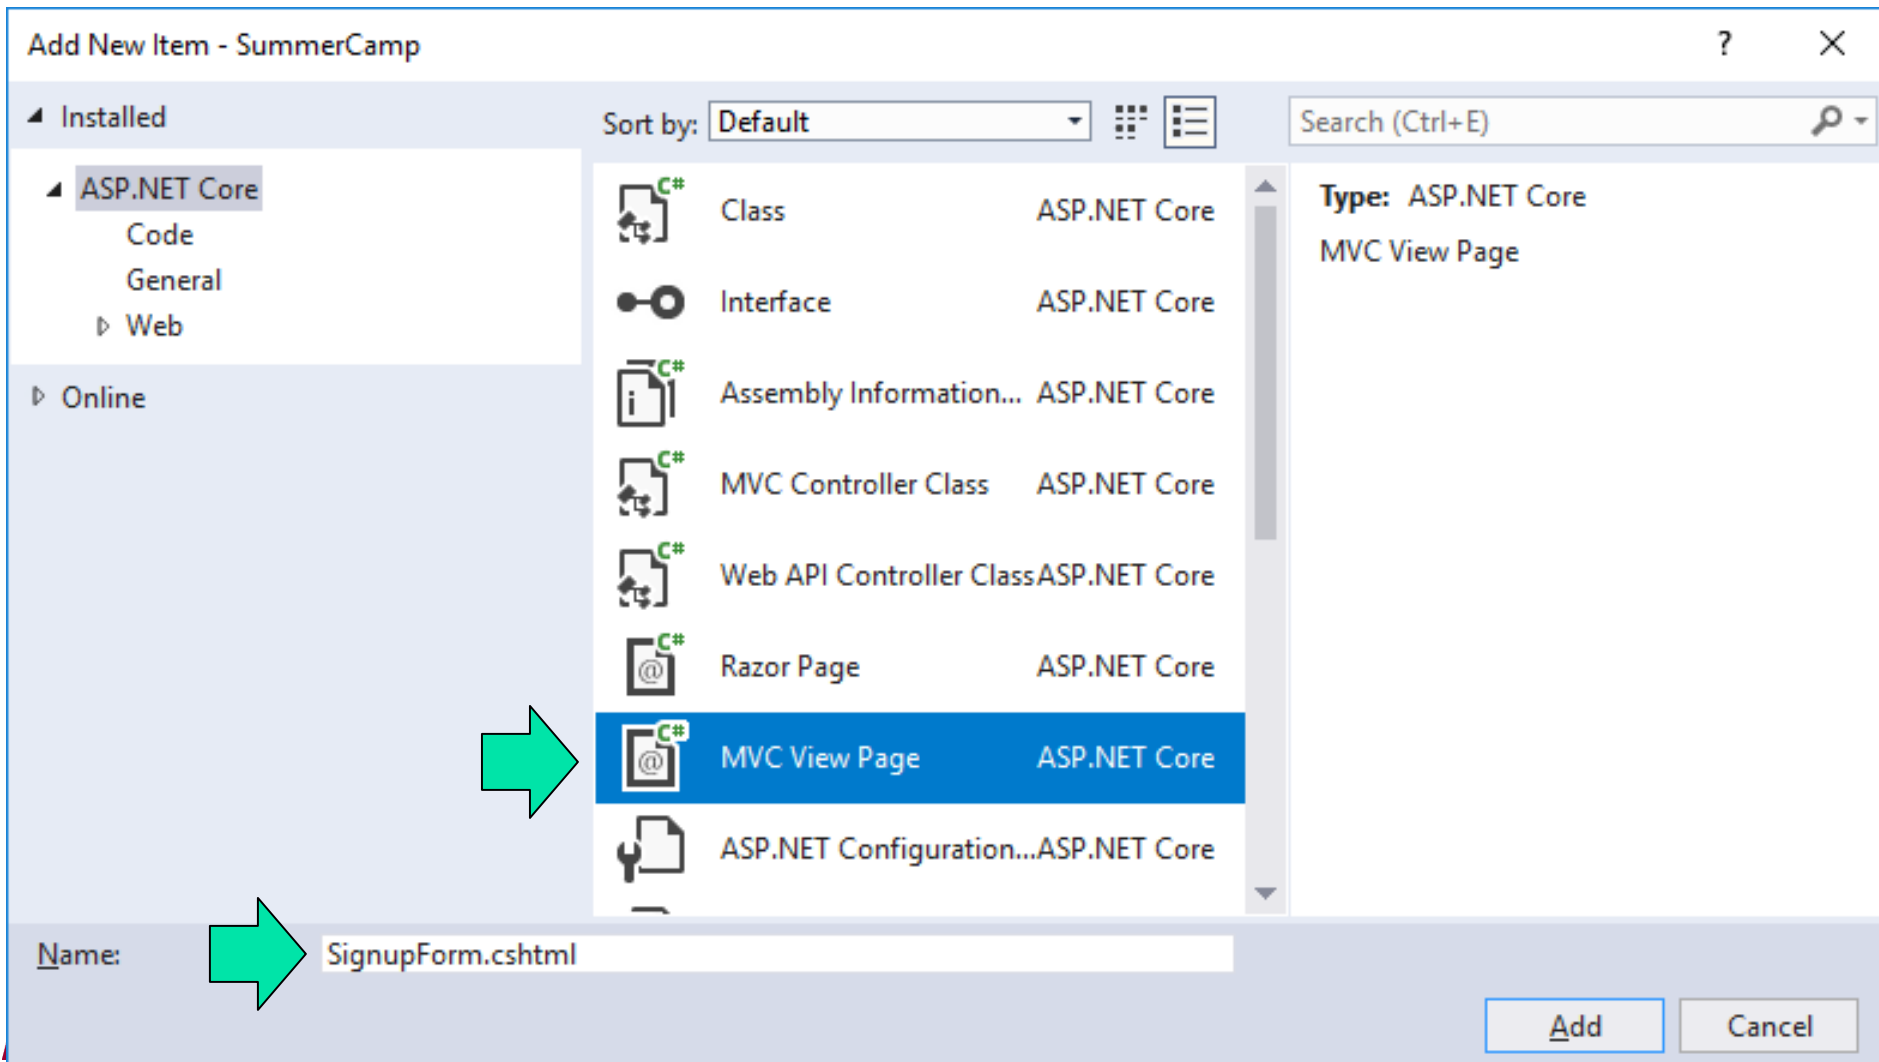 Add New Item - SummerCamp
?
Installed
Sort by: Default
Search (Ctrl+E)
ASP.NET Core
Code
General
Web
Online
C# Class ASP.NET Core
Interface ASP.NET Core
C# i Assembly Information... ASP.NET Core
C# MVC Controller Class ASP.NET Core
C# Web API Controller Class ASP.NET Core
C# @ Razor Page ASP.NET Core
C# @ MVC View Page ASP.NET Core
ASP.NET Configuration... ASP.NET Core
Type: ASP.NET Core
MVC View Page
Name: SignupForm.cshtml
Add Cancel